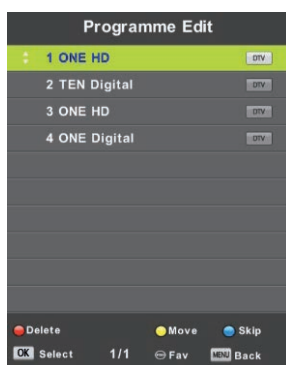 Programme Edit
1 ONE HD DTV
2 TEN Digital DTV
3 ONE HD DTV
4 ONE Digital DTV
Delete Move Skip
OK Select 1/1 Fav MENU Back